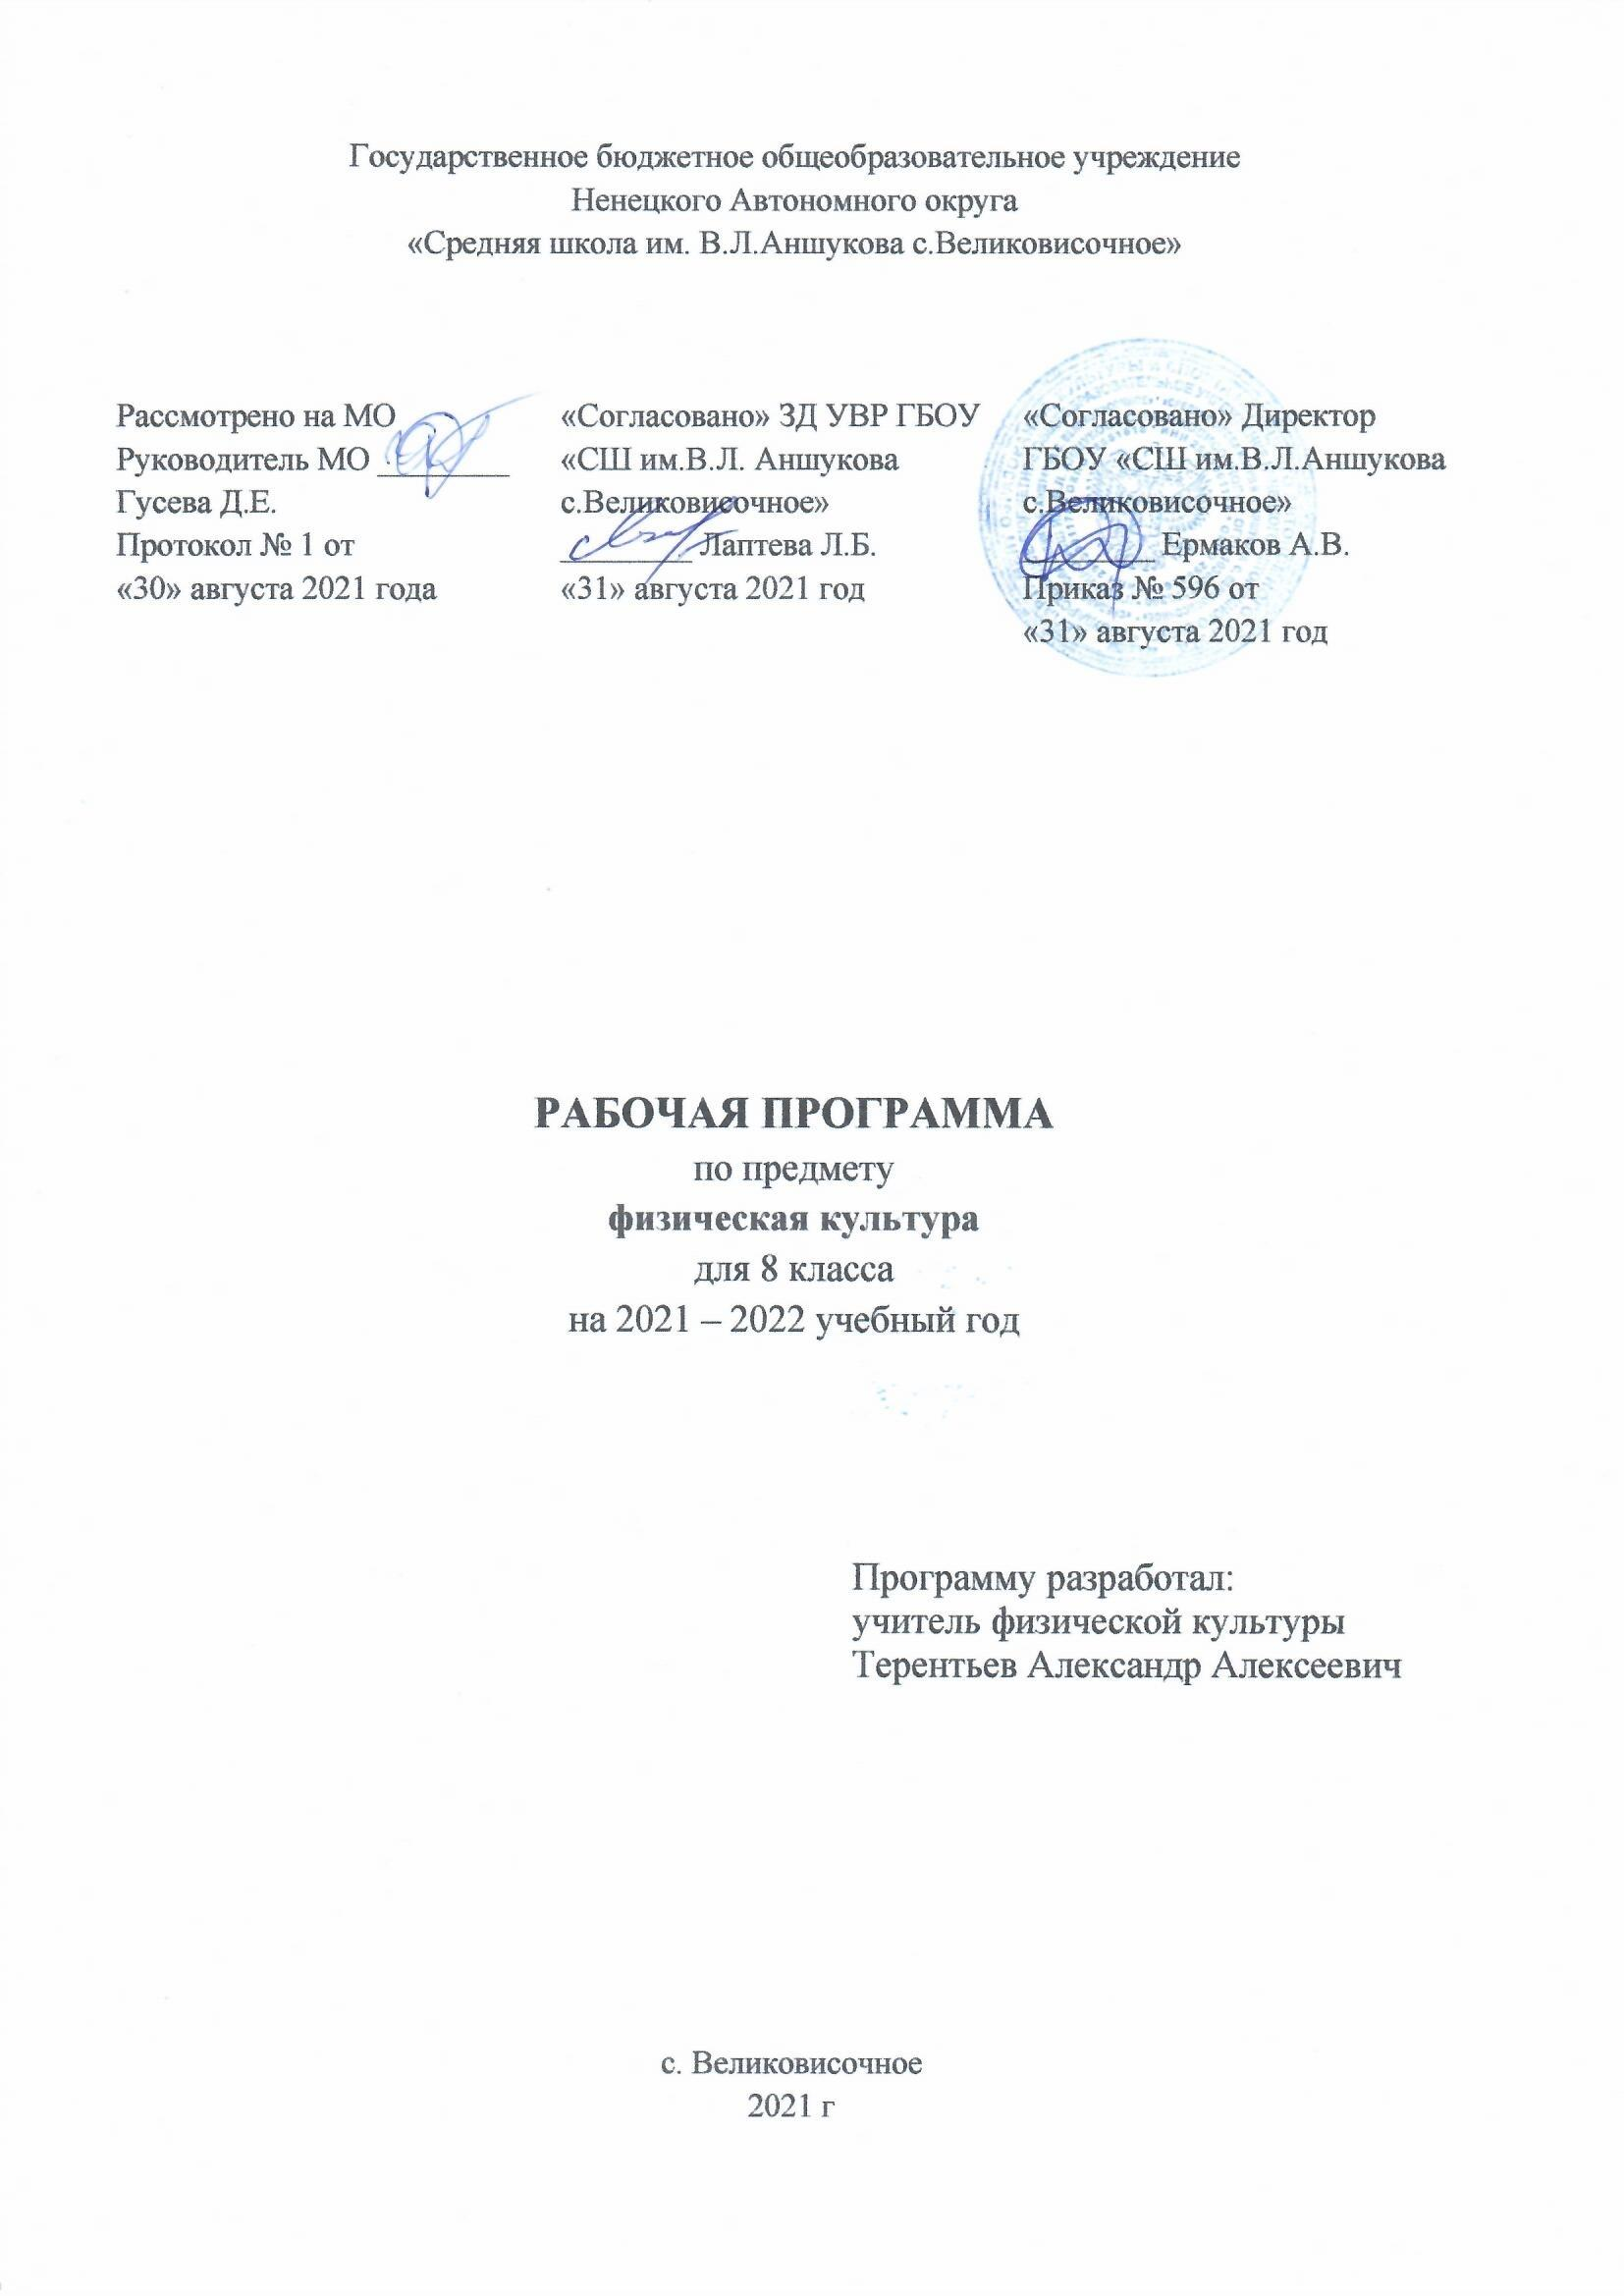 Государственное бюджетное общеобразовательное учреждение
Ненецкого Автономного округа
«Средняя школа им. В.Л.Аншукова с.Великовисочное»
Рассмотрено на МО
Руководитель МО ________
Гусева Д.Е.
Протокол № 1 от
«30» августа 2021 года
«Согласовано» ЗД УВР ГБОУ
«СШ им.В.Л. Аншукова
с.Великовисочное»
________ Лаптева Л.Б.
«31» августа 2021 год
«Согласовано» Директор
ГБОУ «СШ им.В.Л.Аншукова
с.Великовисочное»
________ Ермаков А.В.
Приказ № 596 от
«31» августа 2021 год
РАБОЧАЯ ПРОГРАММА
по предмету
физическая культура
для 8 класса
на 2021 – 2022 учебный год
Программу разработал:
учитель физической культуры
Терентьев Александр Алексеевич
с. Великовисочное
2021 г